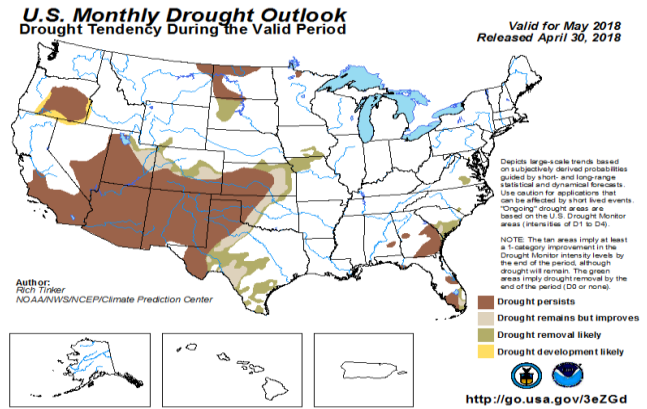 U.S. Monthly Drought Outlook
Drought Tendency During the Valid Period
Valid for May 2018
Released April 30, 2018
Depicts large-scale trends based
on subjectively derived probabilities
guided by short- and long-range
statistical and dynamical forecasts.
Use caution for applications that
can be affected by short lived events.
"Ongoing" drought areas are
based on the U.S. Drought Monitor
areas (intensities of D1 to D4).
NOTE: The tan areas imply at least
a 1-category improvement in the
Drought Monitor intensity levels by
the end of the period, although
drought will remain. The green
areas imply drought removal by the
end of the period (D0 or none).
Author:
Rich Tinker
NOAA/NWS/NCEP/Climate Prediction Center
Drought persists
Drought remains but improves
Drought removal likely
Drought development likely
http://go.usa.gov/3eZGd